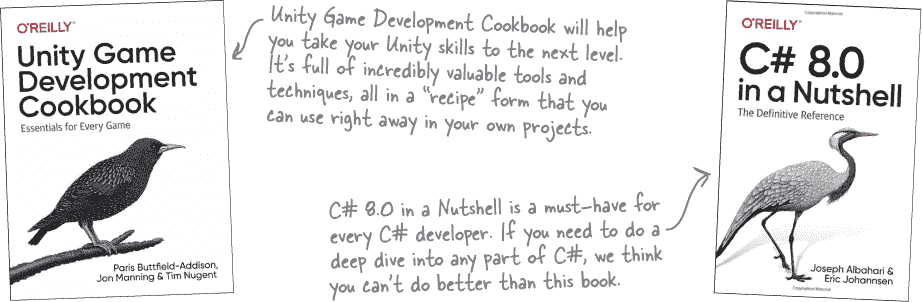 O'REILLY®
Unity Game
Development
Cookbook
Essentials for Every Game
Paris Buttfield-Addison,
Jon Manning & Tim Nugent
Unity Game Development Cookbook will help
you take your Unity skills to the next level.
It's full of incredibly valuable tools and
techniques, all in a "recipe" form that you
can use right away in your own projects.
C# 8.0 in a Nutshell is a must-have for
every C# developer. If you need to do a
deep dive into any part of C#, we think
you can't do better than this book.
Copyrighted Material
O'REILLY®
C# 8.0
in a Nutshell
The Definitive Reference
Joseph Albahari &
Eric Johannsen
Copyrighted Material